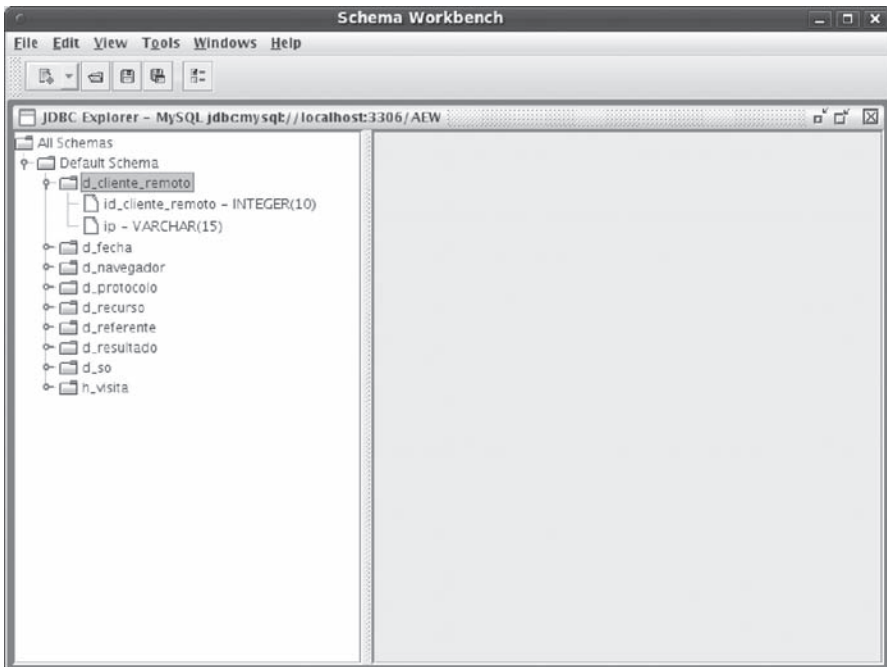 Schema Workbench
File Edit View Tools Windows Help
JDBC Explorer - MySQL jdbc:mysql://localhost:3306/AEW
All Schemas
Default Schema
d_cliente_remoto
id_cliente_remoto - INTEGER(10)
ip - VARCHAR(15)
d_fecha
d_navegador
d_protocolo
d_recurso
d_referente
d_resultado
d_so
h_visita